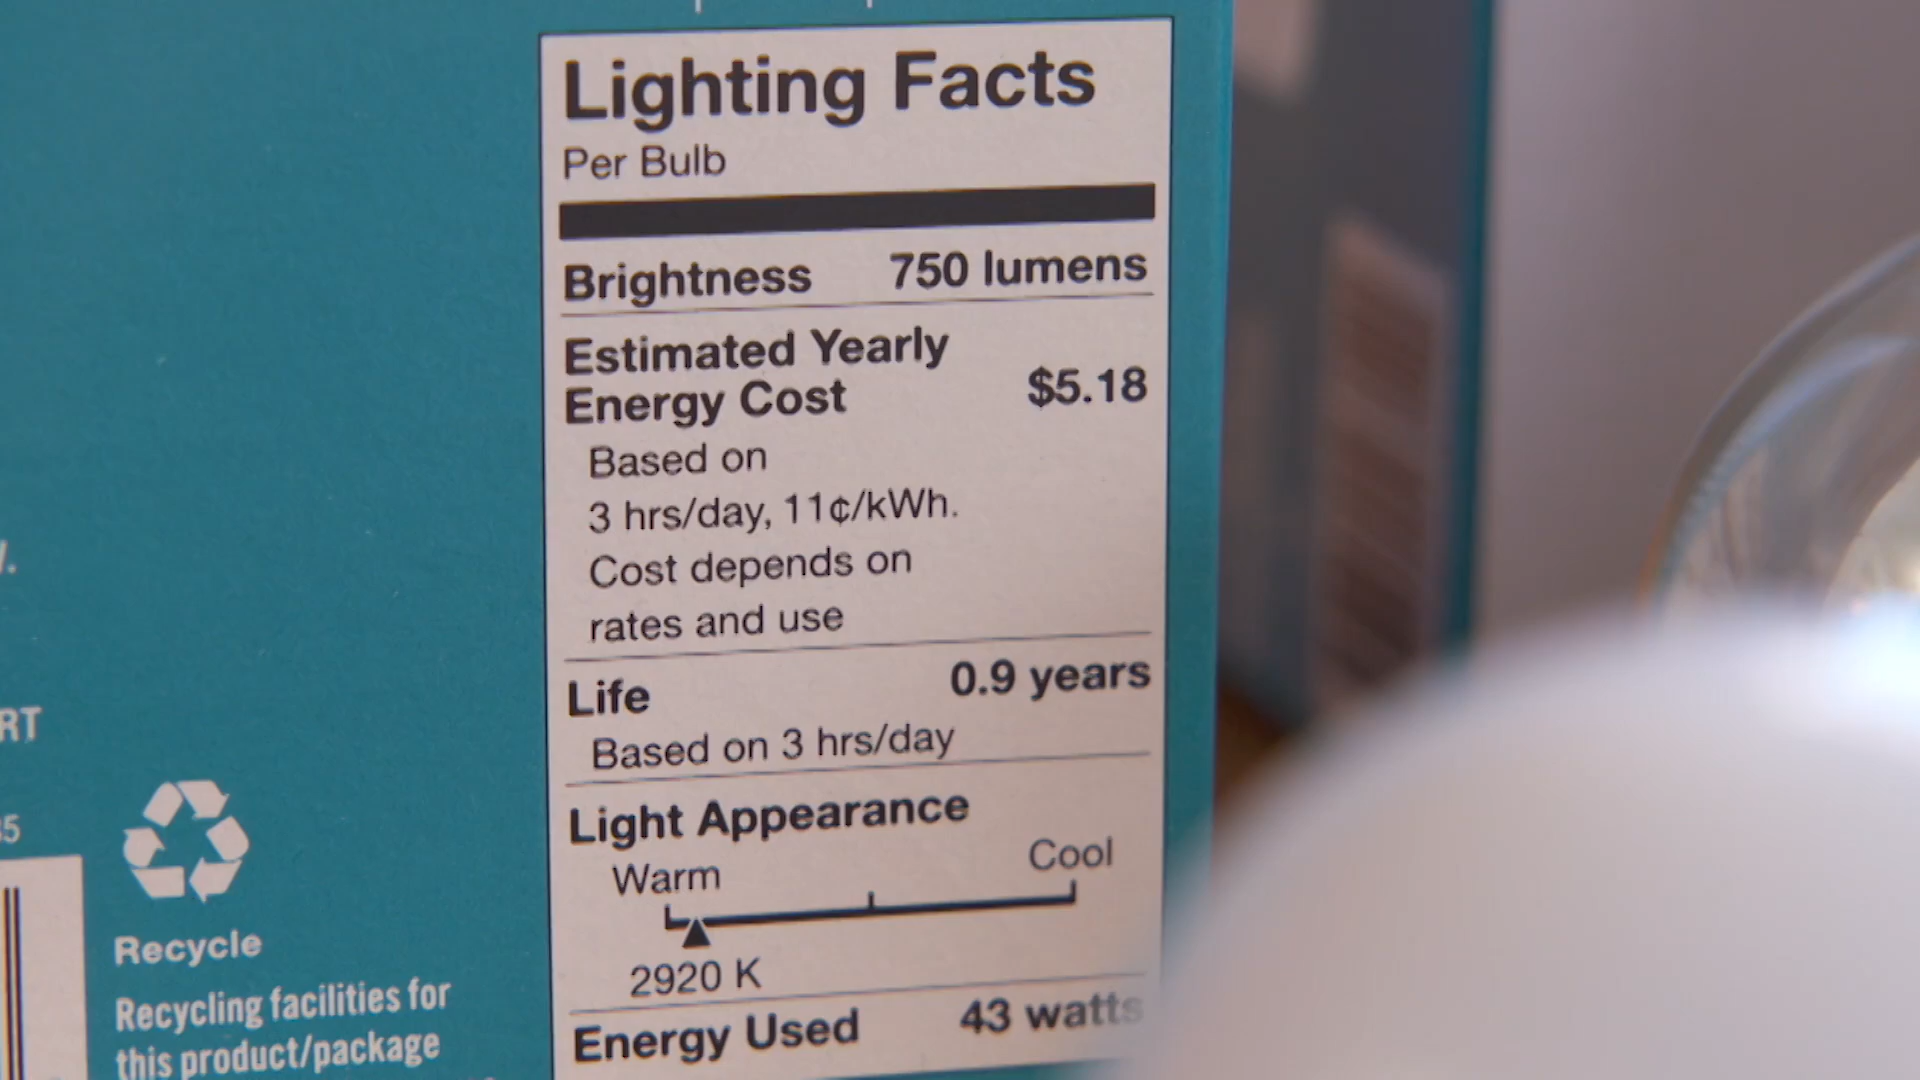 Lighting Facts
Per Bulb
Brightness 750 lumens
Estimated Yearly
Energy Cost $5.18
Based on
3 hrs/day, 11¢/kWh.
Cost depends on
rates and use
Life 0.9 years
Based on 3 hrs/day
Light Appearance
Warm Cool
2920 K
Energy Used 43 watts
RT
Recycle
Recycling facilities for
this product/package